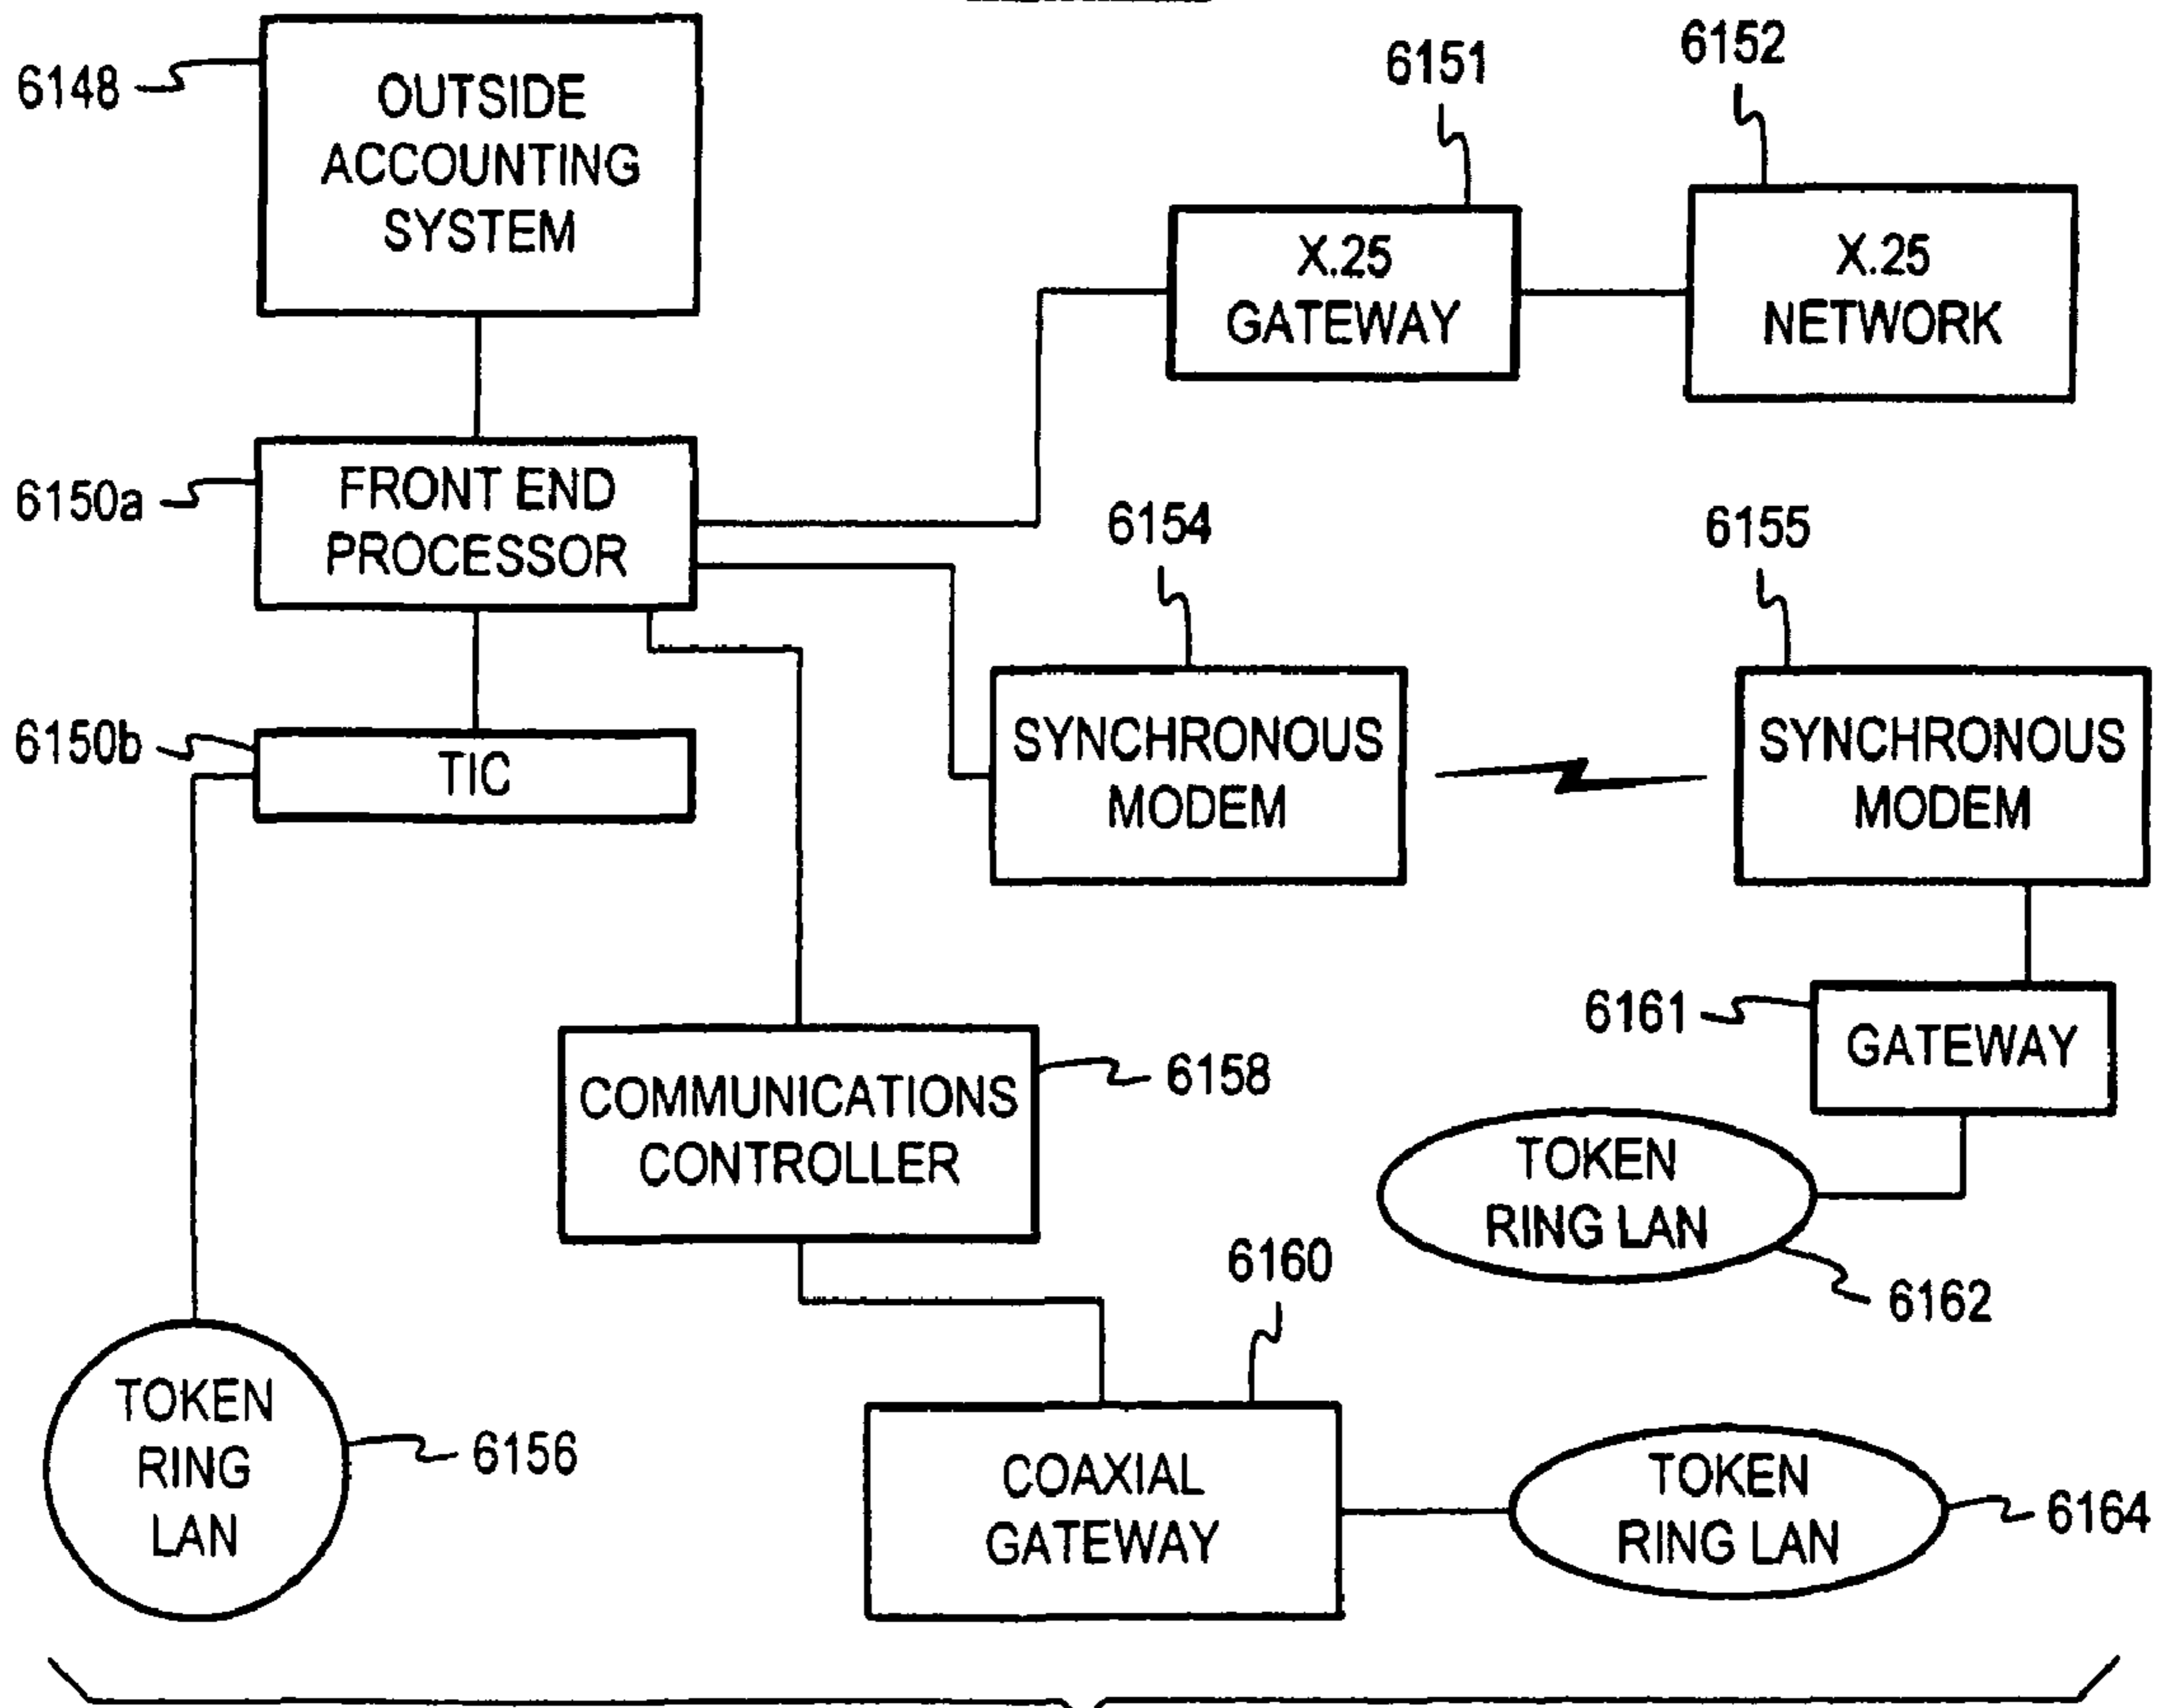 6148
OUTSIDE
ACCOUNTING
SYSTEM
6151
6152
X.25
GATEWAY
X.25
NETWORK
6150a
FRONT END
PROCESSOR
6154
6155
6150b
TIC
SYNCHRONOUS
MODEM
SYNCHRONOUS
MODEM
6161
GATEWAY
COMMUNICATIONS
CONTROLLER
6158
TOKEN
RING LAN
6162
6160
TOKEN
RING
LAN
6156
COAXIAL
GATEWAY
TOKEN
RING LAN
6164